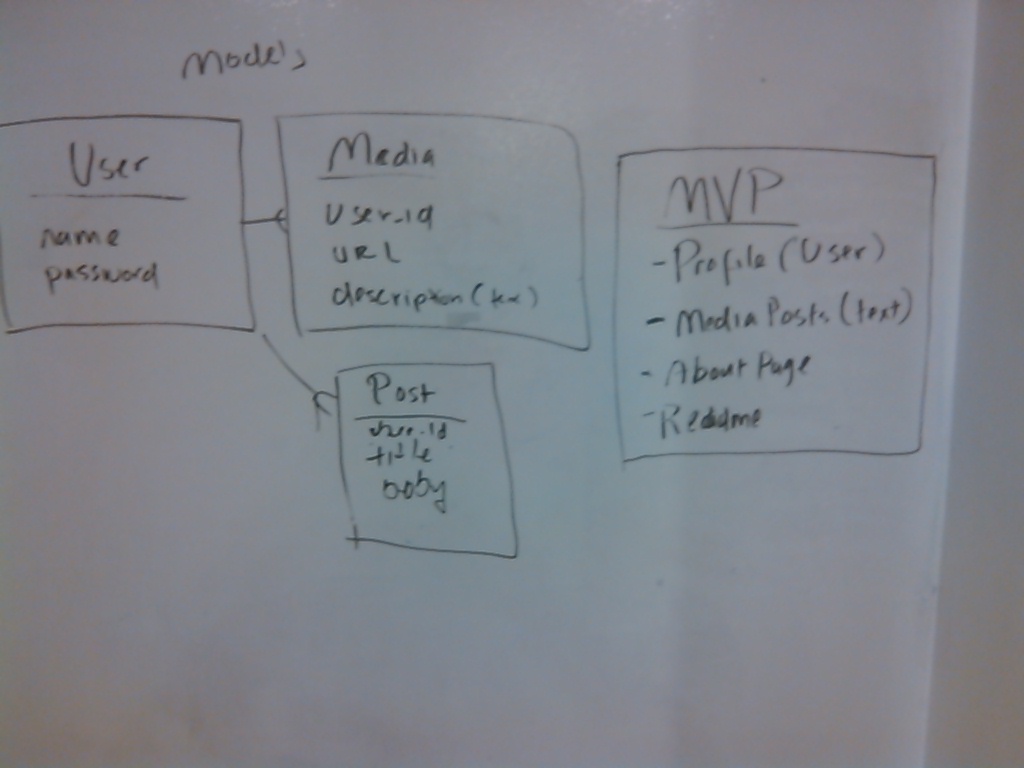 Models
User
name
password
Media
User_id
URL
description (text)
Post
user_id
title
body
MVP
- Profile (User)
- Media Posts (text)
- About Page
- Readme